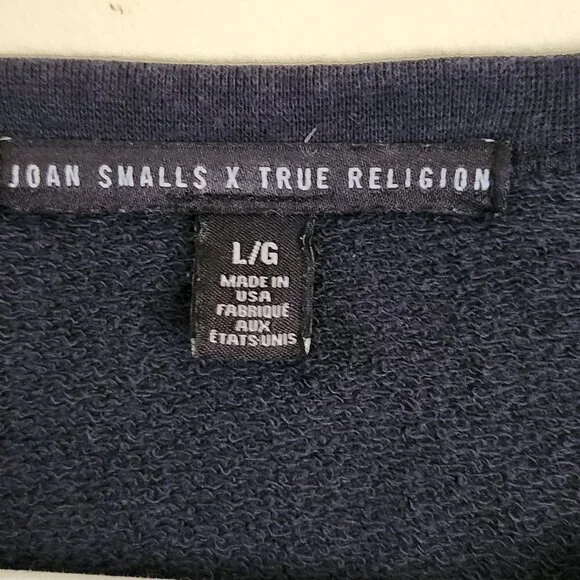 JOAN SMALLS X TRUE RELIGION
L/G
MADE IN
USA
FABRIQUÉ
AUX
ÉTATS-UNIS